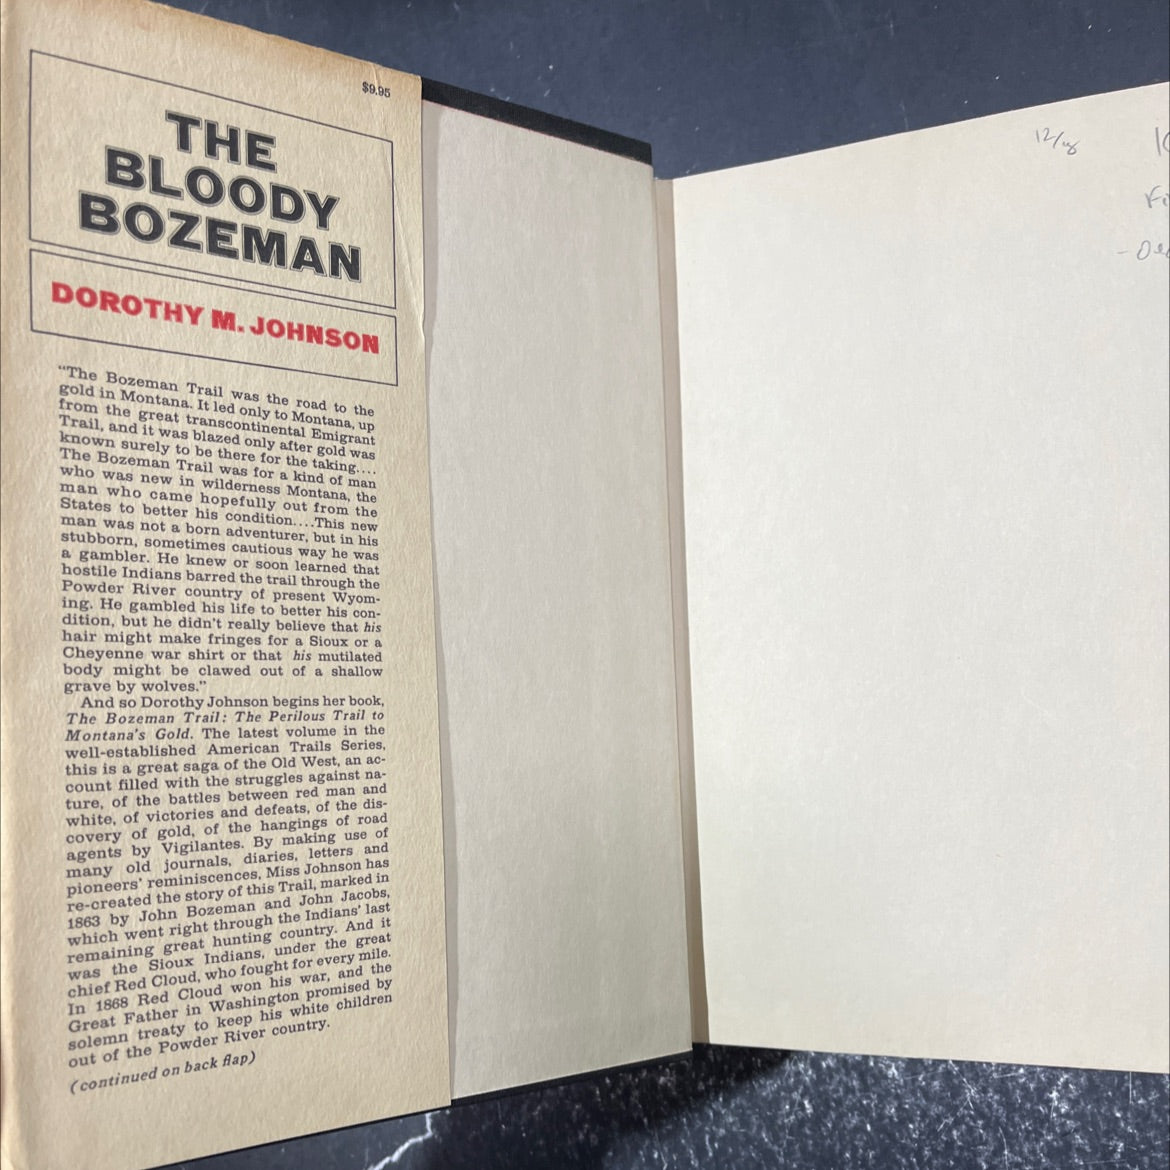 $9.95
THE
BLOODY
BOZEMAN
DOROTHY M. JOHNSON
"The Bozeman Trail was the road to the
gold in Montana. It led only to Montana, up
from the great transcontinental Emigrant
Trail, and it was blazed only after gold was
known surely to be there for the taking....
The Bozeman Trail was for a kind of man
who was new in wilderness Montana, the
man who came hopefully out from the
States to better his condition....This new
man was not a born adventurer, but in his
stubborn, sometimes cautious way he was
a gambler. He knew or soon learned that
hostile Indians barred the trail through the
Powder River country of present Wyom-
ing. He gambled his life to better his con-
dition, but he didn't really believe that his
hair might make fringes for a Sioux or a
Cheyenne war shirt or that his mutilated
body might be clawed out of a shallow
grave by wolves."
And so Dorothy Johnson begins her book,
The Bozeman Trail: The Perilous Trail to
Montana's Gold. The latest volume in the
well-established American Trails Series,
this is a great saga of the Old West, an ac-
count filled with the struggles against na-
ture, of the battles between red man and
white, of victories and defeats, of the dis-
covery of gold, of the hangings of road
agents by Vigilantes. By making use of
many old journals, diaries, letters and
pioneers' reminiscences, Miss Johnson has
re-created the story of this Trail, marked in
1863 by John Bozeman and John Jacobs,
which went right through the Indians' last
remaining great hunting country. And it
was the Sioux Indians, under the great
chief Red Cloud, who fought for every mile.
In 1868 Red Cloud won his war, and the
Great Father in Washington promised by
solemn treaty to keep his white children
out of the Powder River country.
(continued on back flap)